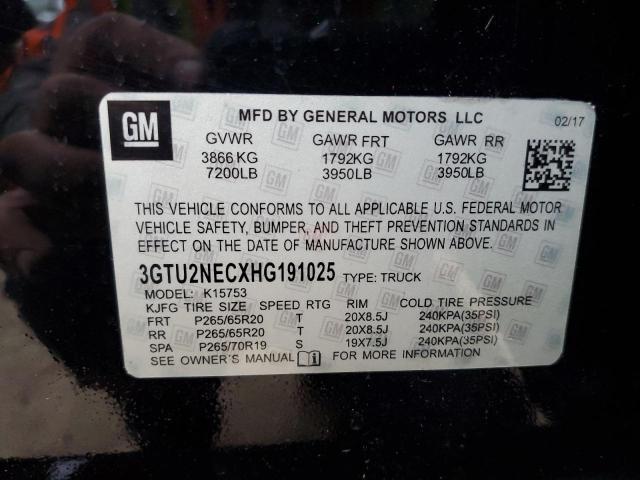 GM
MFD BY GENERAL MOTORS LLC
02/17
GVWR GAWR FRT GAWR RR
3866 KG 1792KG 1792KG
7200LB 3950LB 3950LB
THIS VEHICLE CONFORMS TO ALL APPLICABLE U.S. FEDERAL MOTOR
VEHICLE SAFETY, BUMPER, AND THEFT PREVENTION STANDARDS IN
EFFECT ON THE DATE OF MANUFACTURE SHOWN ABOVE.
3GTU2NECXHG191025 TYPE: TRUCK
MODEL: K15753
KJFG TIRE SIZE SPEED RTG RIM COLD TIRE PRESSURE
FRT P265/65R20 T 20X8.5J 240KPA(35PSI)
RR P265/65R20 T 20X8.5J 240KPA(35PSI)
SPA P265/70R19 S 19X7.5J 240KPA(35PSI)
SEE OWNER'S MANUAL FOR MORE INFORMATION